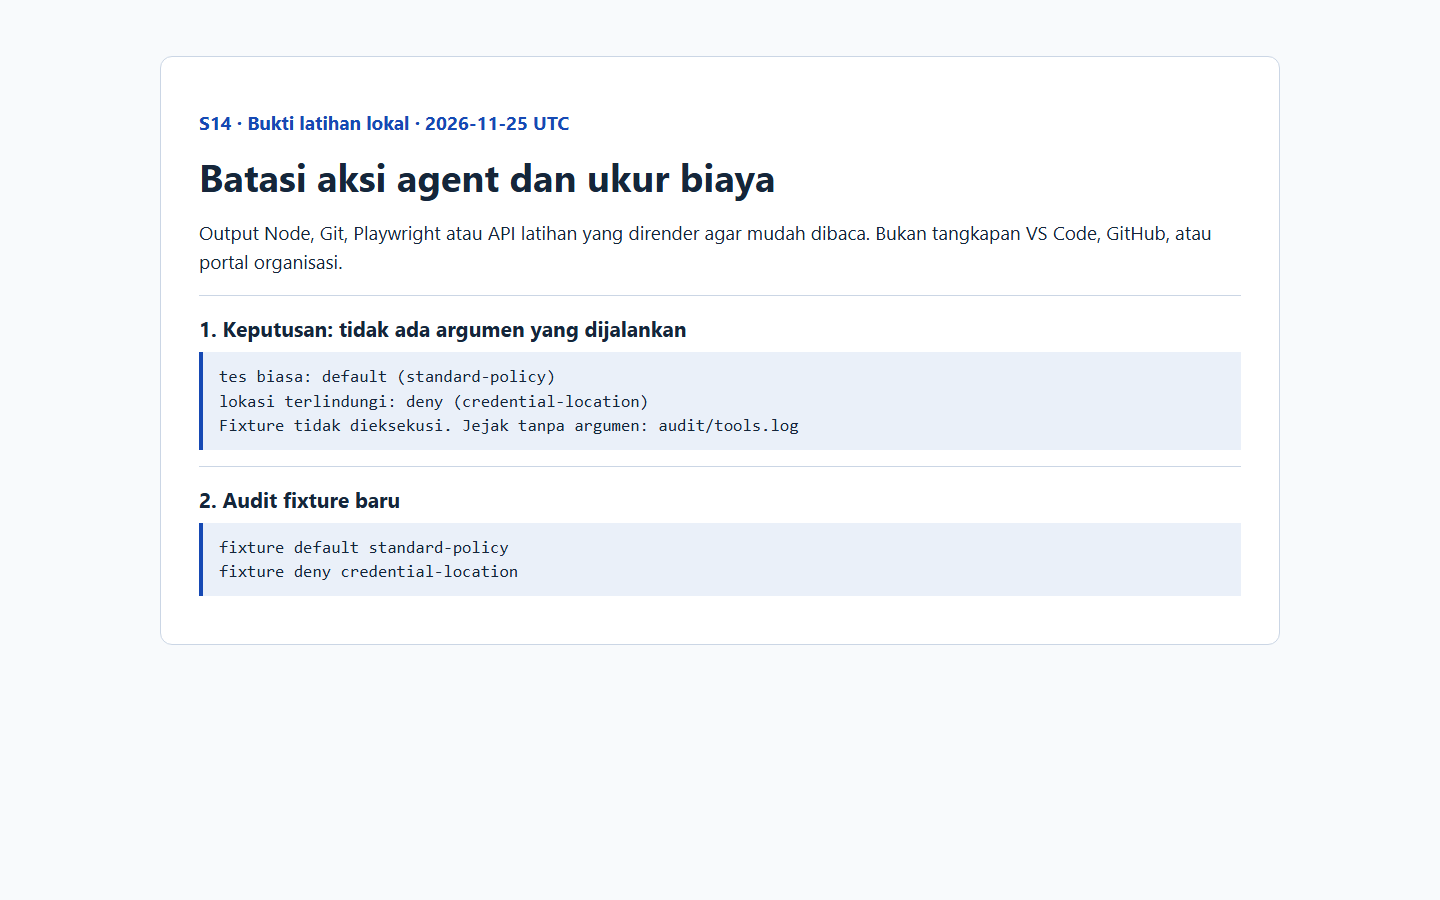 S14 · Bukti latihan lokal · 2026-11-25 UTC
Batasi aksi agent dan ukur biaya
Output Node, Git, Playwright atau API latihan yang dirender agar mudah dibaca. Bukan tangkapan VS Code, GitHub, atau
portal organisasi.
1. Keputusan: tidak ada argumen yang dijalankan
tes biasa: default (standard-policy)
lokasi terlindungi: deny (credential-location)
Fixture tidak dieksekusi. Jejak tanpa argumen: audit/tools.log
2. Audit fixture baru
fixture default standard-policy
fixture deny credential-location